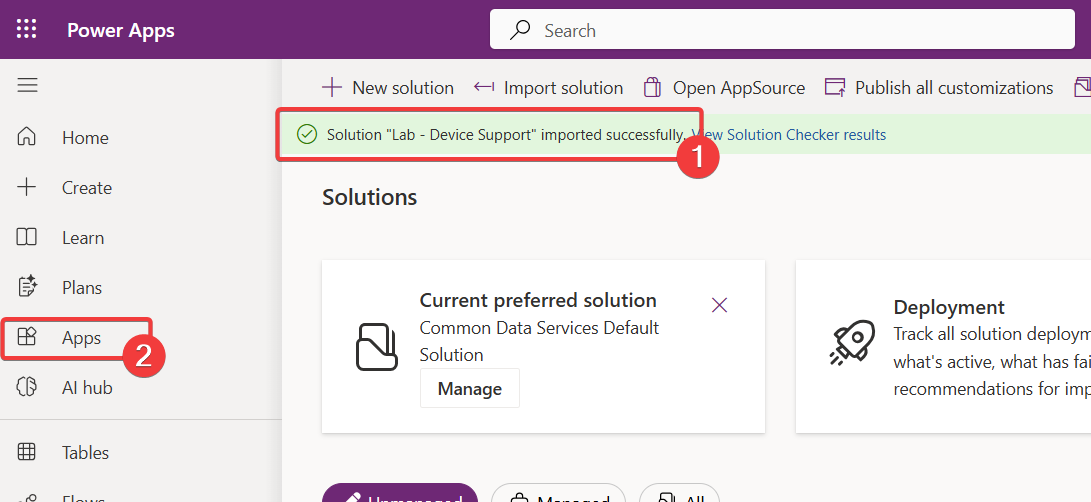 Power Apps
Search
New solution
Import solution
Open AppSource
Publish all customizations
Home
Solution "Lab - Device Support" imported successfully. View Solution Checker results
1
Create
Solutions
Learn
Plans
Current preferred solution
Common Data Services Default
Solution
Manage
Deployment
Track all solution deploym
what's active, what has fai
recommendations for imp
Apps
2
AI hub
Tables
Flows
Unmanaged
Managed
All